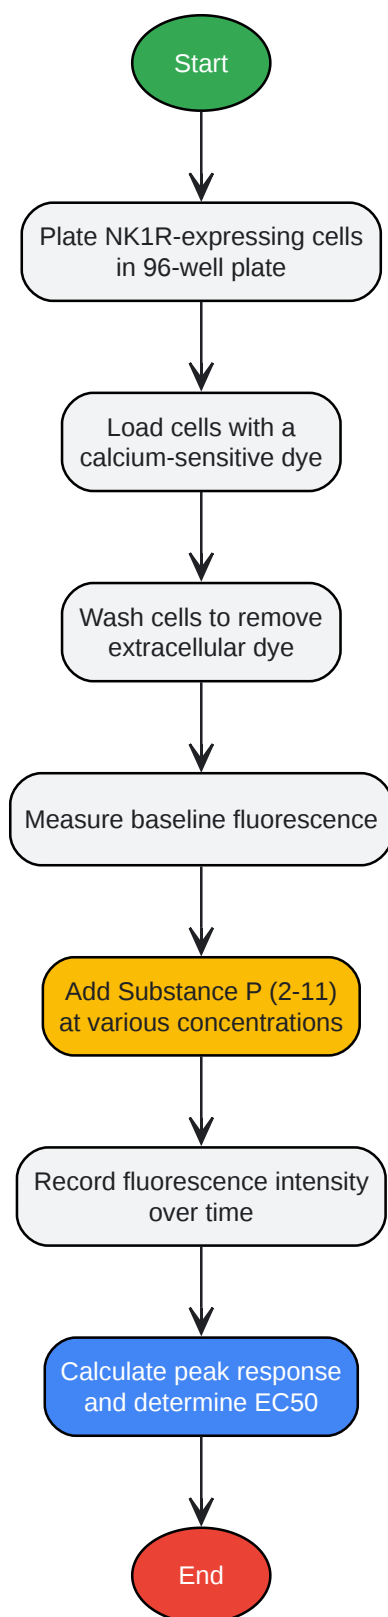 Start
Plate NK1R-expressing cells
in 96-well plate
Load cells with a
calcium-sensitive dye
Wash cells to remove
extracellular dye
Measure baseline fluorescence
Add Substance P (2-11)
at various concentrations
Record fluorescence intensity
over time
Calculate peak response
and determine EC50
End